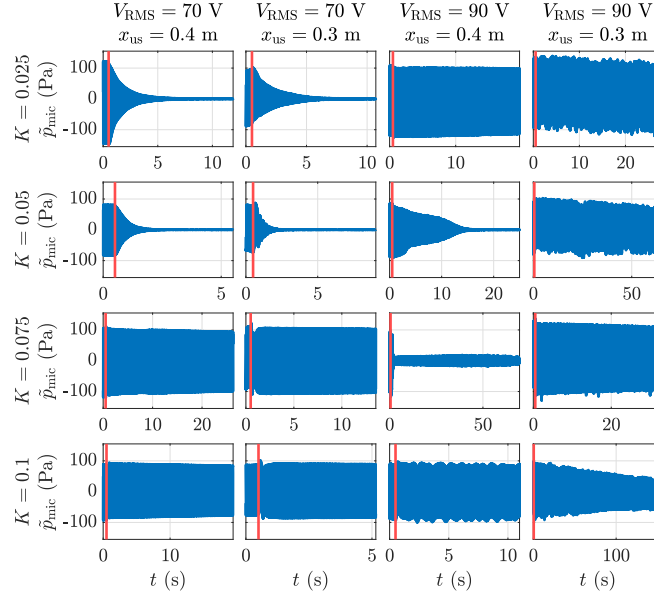 V_RMS = 70 V V_RMS = 70 V V_RMS = 90 V V_RMS = 90 V
x_us = 0.4 m x_us = 0.3 m x_us = 0.4 m x_us = 0.3 m
K = 0.025
p̃_mic (Pa)
100
0
-100
0 5 10 0 5 10 0 10 0 10 20
K = 0.05
p̃_mic (Pa)
100
0
-100
0 5 0 5 0 10 20 0 50
K = 0.075
p̃_mic (Pa)
100
0
-100
0 10 20 0 5 10 0 50 0 20
K = 0.1
p̃_mic (Pa)
100
0
-100
0 10 0 5 0 5 10 0 100
t (s) t (s) t (s) t (s)